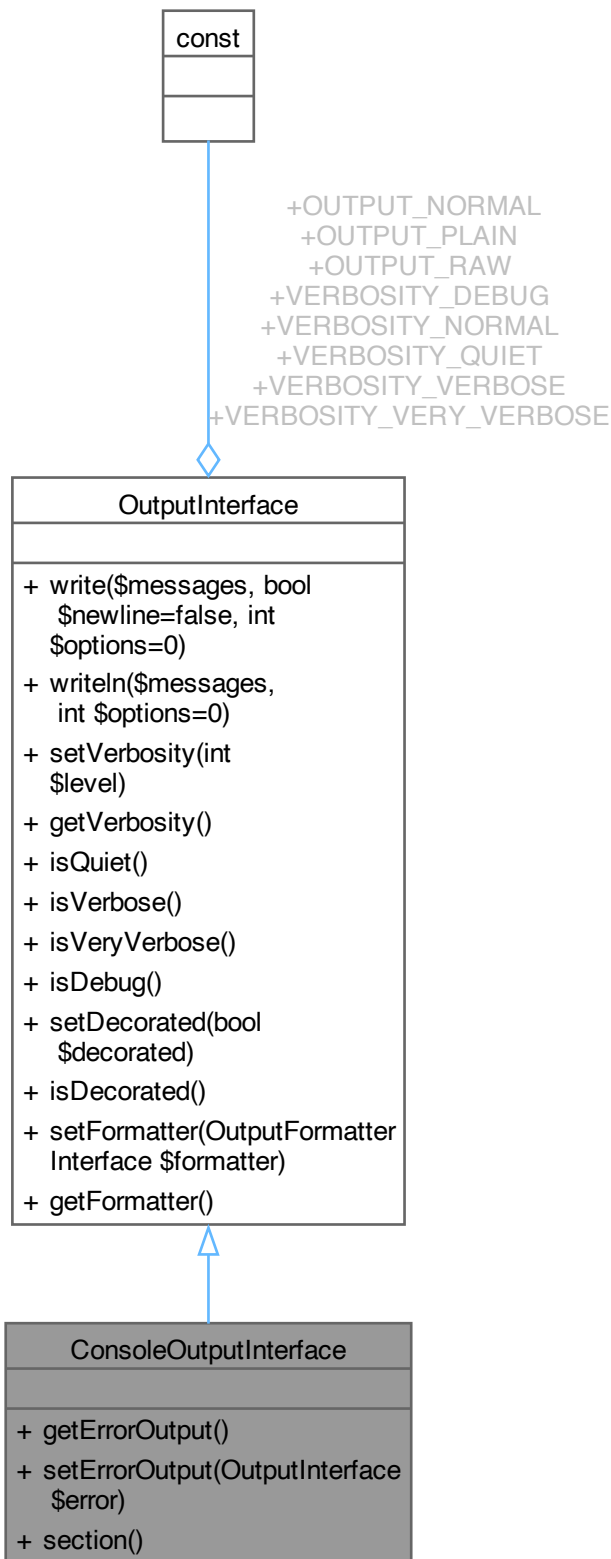 const
+OUTPUT_NORMAL
+OUTPUT_PLAIN
+OUTPUT_RAW
+VERBOSITY_DEBUG
+VERBOSITY_NORMAL
+VERBOSITY_QUIET
+VERBOSITY_VERBOSE
+VERBOSITY_VERY_VERBOSE
OutputInterface
+ write($messages, bool
$newline=false, int
$options=0)
+ writeln($messages,
int $options=0)
+ setVerbosity(int
$level)
+ getVerbosity()
+ isQuiet()
+ isVerbose()
+ isVeryVerbose()
+ isDebug()
+ setDecorated(bool
$decorated)
+ isDecorated()
+ setFormatter(OutputFormatter
Interface $formatter)
+ getFormatter()
ConsoleOutputInterface
+ getErrorOutput()
+ setErrorOutput(OutputInterface
$error)
+ section()